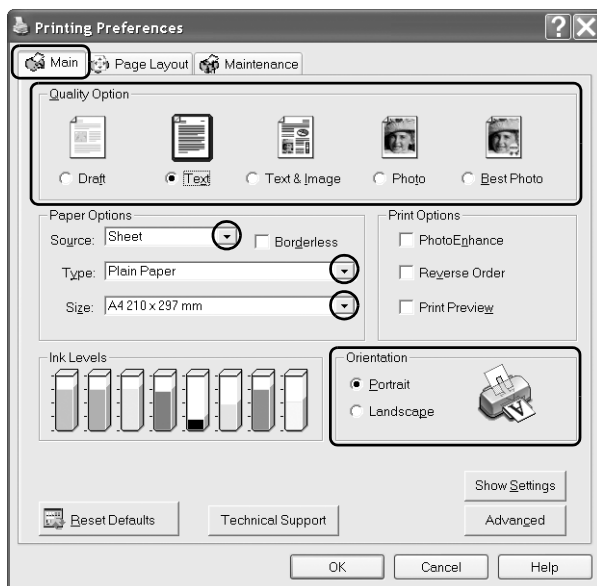 Printing Preferences
Main Page Layout Maintenance
Quality Option
Draft Text Text & Image Photo Best Photo
Paper Options
Source: Sheet Borderless
Type: Plain Paper
Size: A4 210 x 297 mm
Print Options
PhotoEnhance
Reverse Order
Print Preview
Ink Levels
Orientation
Portrait
Landscape
Show Settings
Reset Defaults Technical Support Advanced
OK Cancel Help